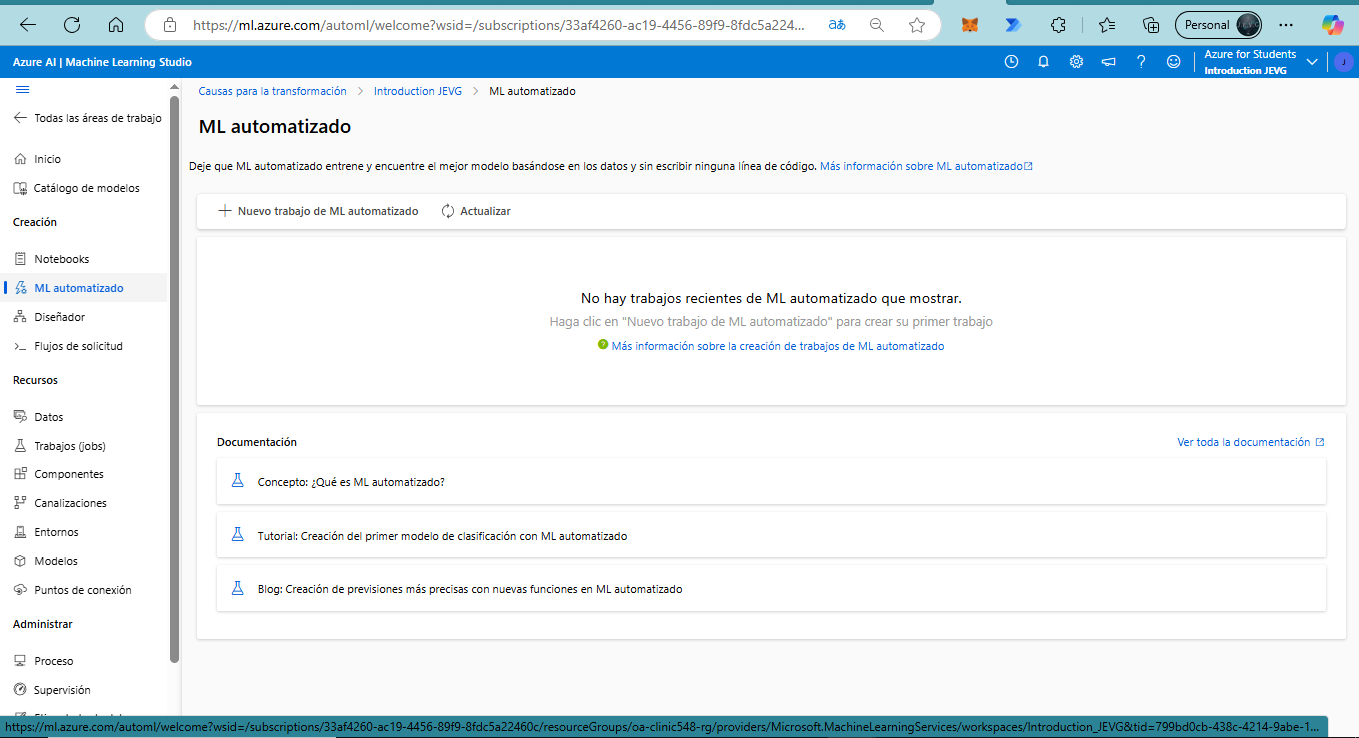 https://ml.azure.com/automl/welcome?wsid=/subscriptions/33af4260-ac19-4456-89f9-8fdc5a224...
aあ
Personal
Azure AI | Machine Learning Studio
Azure for Students
Introduction JEVG
J
Todas las áreas de trabajo
Inicio
Catálogo de modelos
Creación
Notebooks
ML automatizado
Diseñador
Flujos de solicitud
Recursos
Datos
Trabajos (jobs)
Componentes
Canalizaciones
Entornos
Modelos
Puntos de conexión
Administrar
Proceso
Supervisión
Causas para la transformación > Introduction JEVG > ML automatizado
ML automatizado
Deje que ML automatizado entrene y encuentre el mejor modelo basándose en los datos y sin escribir ninguna línea de código. Más información sobre ML automatizado
Nuevo trabajo de ML automatizado
Actualizar
No hay trabajos recientes de ML automatizado que mostrar.
Haga clic en "Nuevo trabajo de ML automatizado" para crear su primer trabajo
Más información sobre la creación de trabajos de ML automatizado
Documentación
Ver toda la documentación
Concepto: ¿Qué es ML automatizado?
Tutorial: Creación del primer modelo de clasificación con ML automatizado
Blog: Creación de previsiones más precisas con nuevas funciones en ML automatizado
https://ml.azure.com/automl/welcome?wsid=/subscriptions/33af4260-ac19-4456-89f9-8fdc5a22460c/resourceGroups/oa-clinic548-rg/providers/Microsoft.MachineLearningServices/workspaces/Introduction_JEVG&tid=799bd0cb-438c-4214-9abe-1...